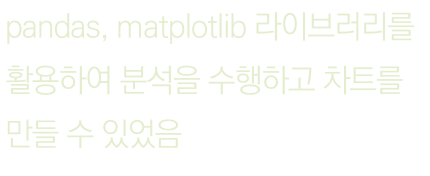 pandas, matplotlib 라이브러리를
활용하여 분석을 수행하고 차트를
만들 수 있었음